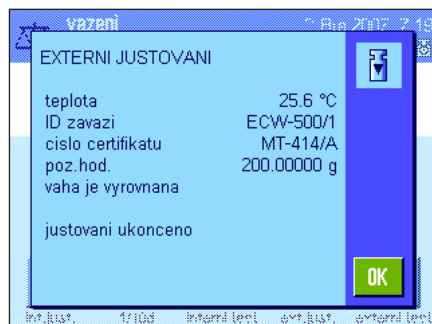 vazeni
EXTERNI JUSTOVANI
teplota 25.6 °C
ID zavazi ECW-500/1
cislo certifikatu MT-414/A
poz.hod. 200.00000 g
vaha je vyrovnana
justovani ukonceno
OK
int.just. 1/10d interni test ext.just. externi test